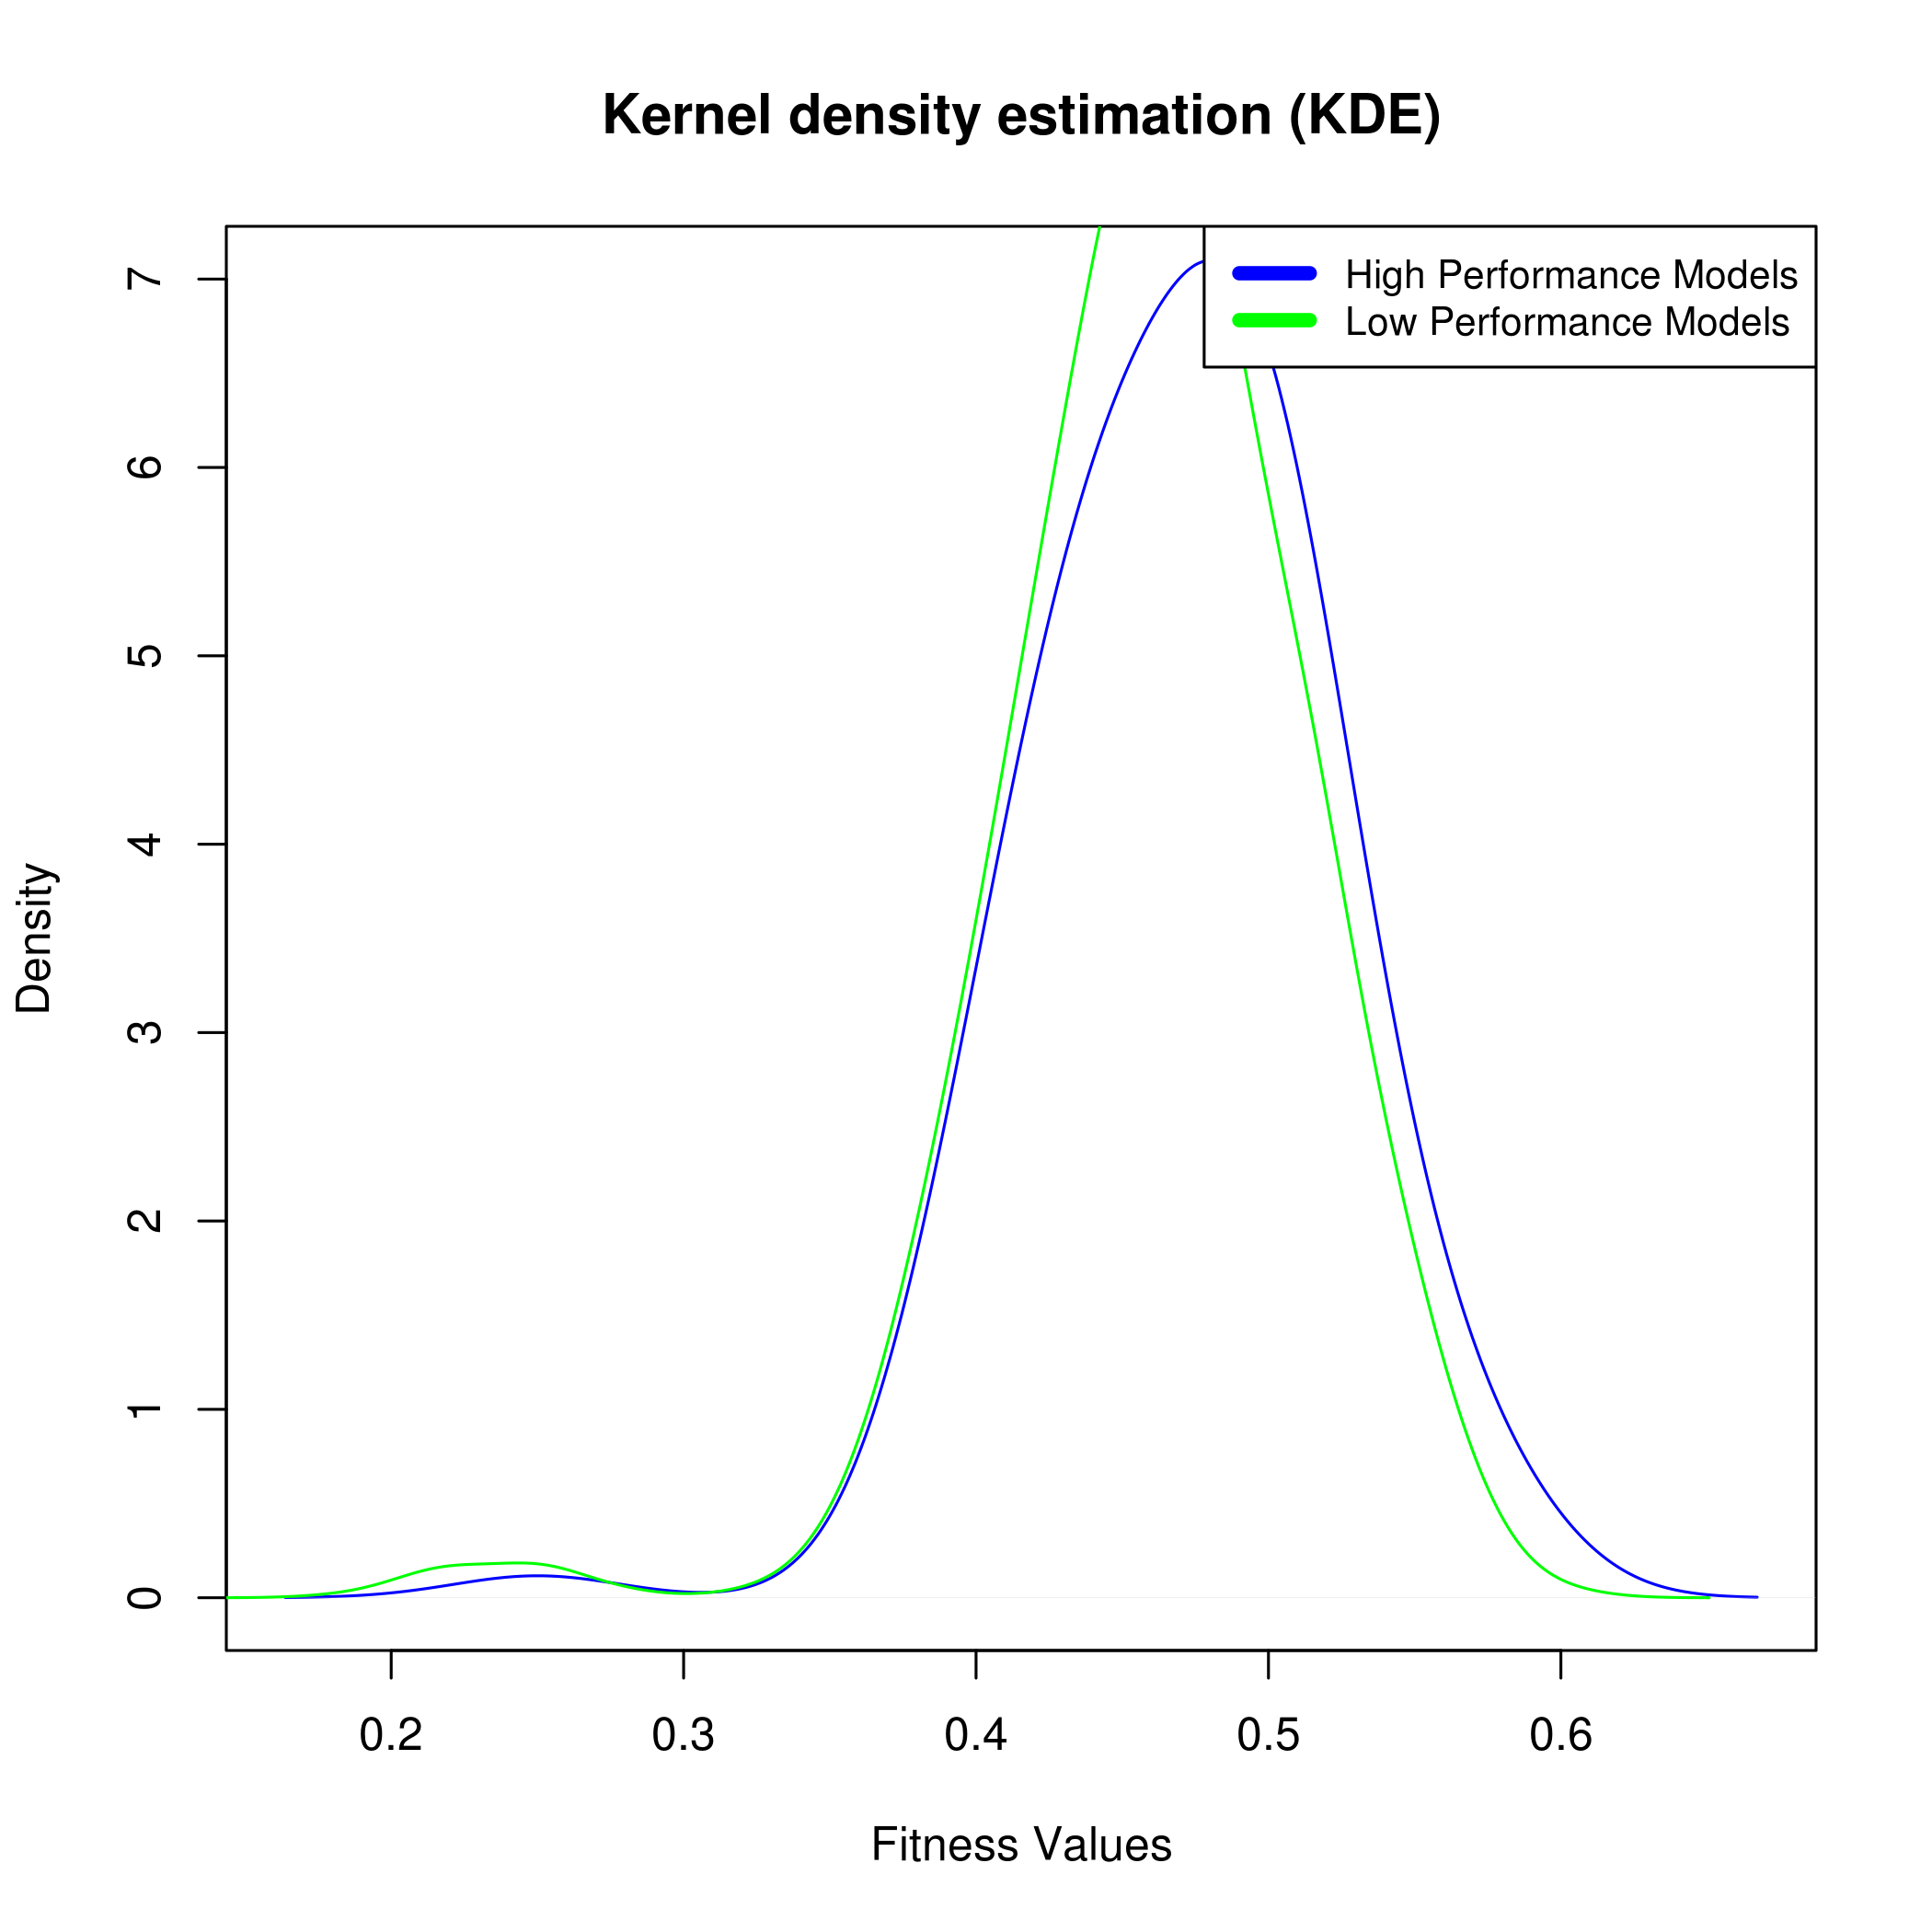 Kernel density estimation (KDE)
High Performance Models
Low Performance Models
7
6
5
4
3
2
1
0
Density
0.2 0.3 0.4 0.5 0.6
Fitness Values